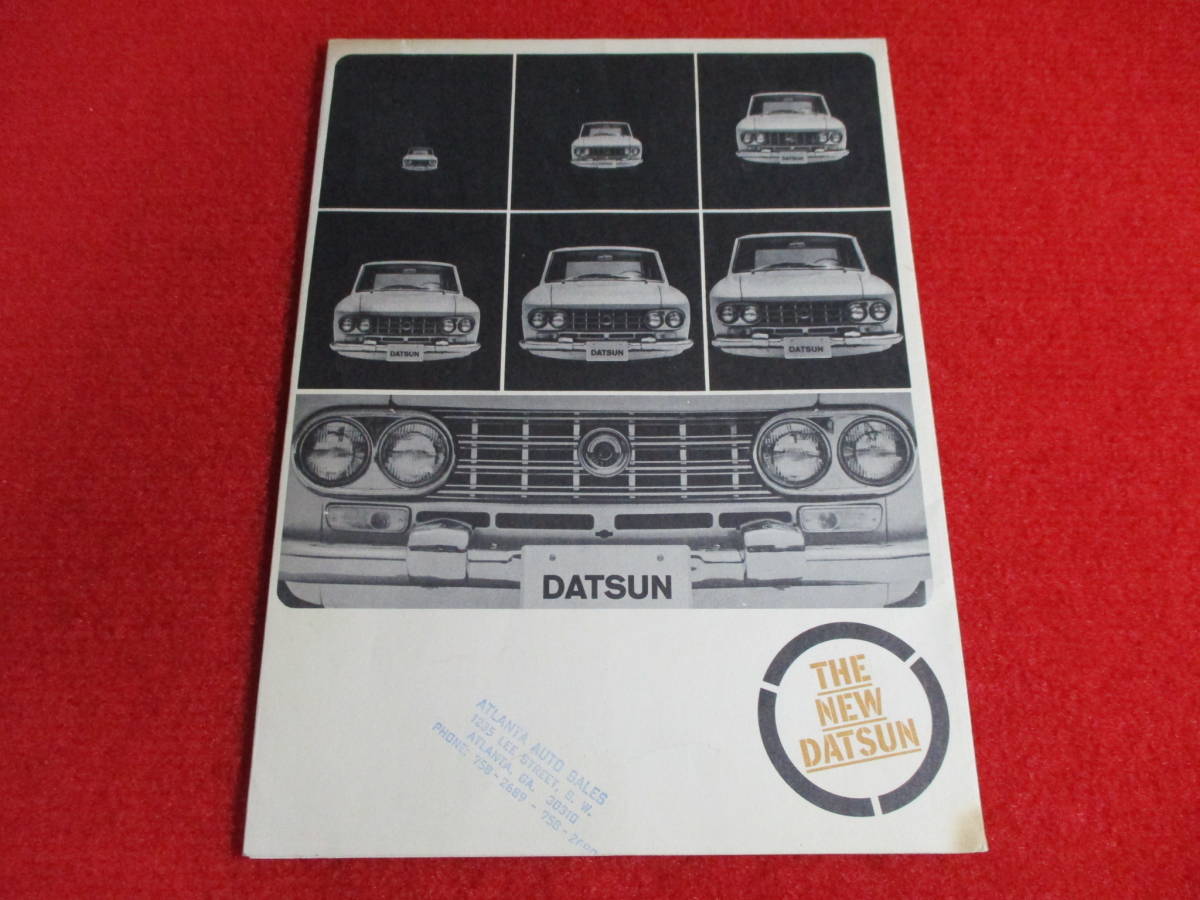 DATSUN
DATSUN
DATSUN
DATSUN
DATSUN
THE
NEW
DATSUN
ATLANTA AUTO SALES
1235 LEE STREET, S. W.
ATLANTA, GA. 30310
PHONE: 758-2689 - 758-